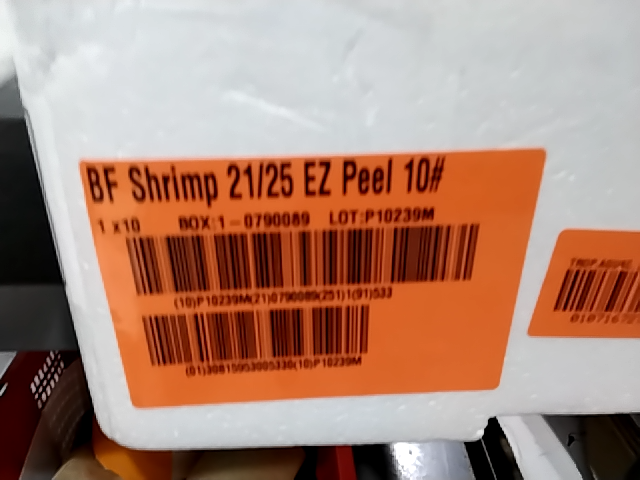 BF Shrimp 21/25 EZ Peel 10#
1 x10 BOX:1-0790089 LOT:P10239M
(10)P10239M(21)0790089(251)1(91)533
(01)30815953005330(10)P10239M